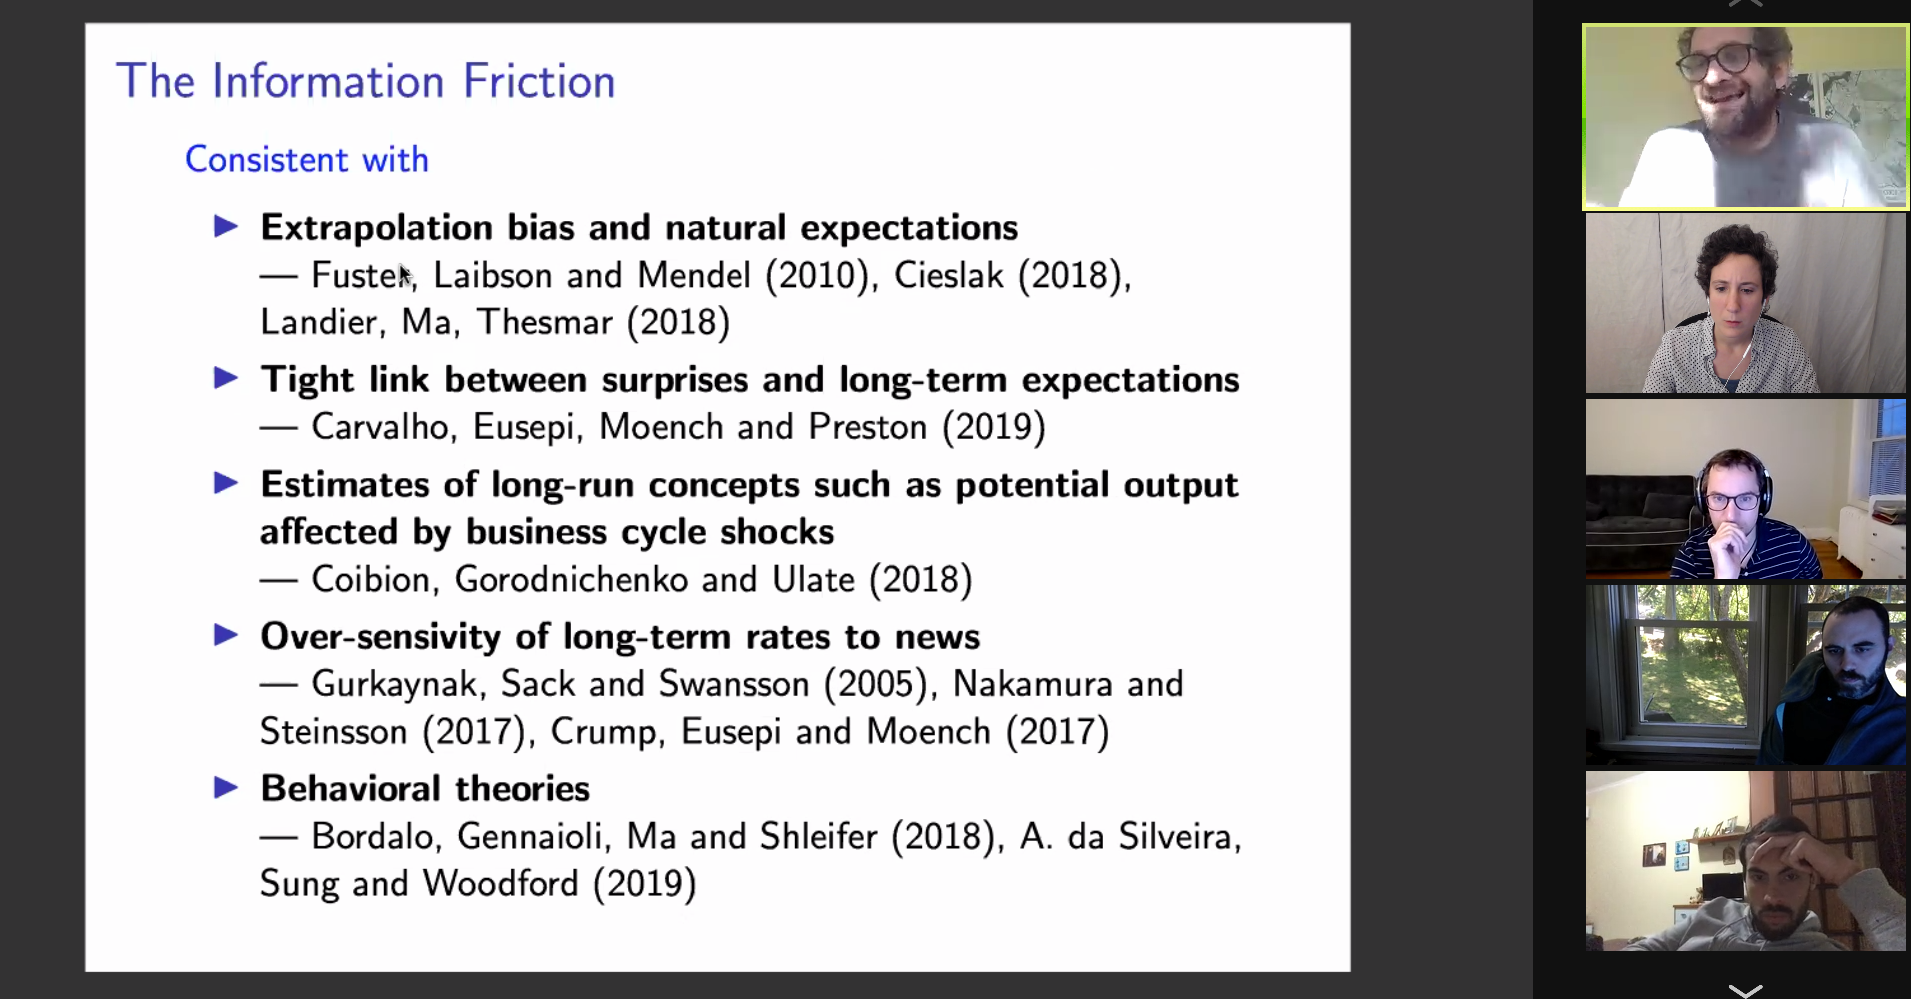 The Information Friction
Consistent with
▶ Extrapolation bias and natural expectations
— Fuster, Laibson and Mendel (2010), Cieslak (2018),
Landier, Ma, Thesmar (2018)
▶ Tight link between surprises and long-term expectations
— Carvalho, Eusepi, Moench and Preston (2019)
▶ Estimates of long-run concepts such as potential output
affected by business cycle shocks
— Coibion, Gorodnichenko and Ulate (2018)
▶ Over-sensivity of long-term rates to news
— Gurkaynak, Sack and Swansson (2005), Nakamura and
Steinsson (2017), Crump, Eusepi and Moench (2017)
▶ Behavioral theories
— Bordalo, Gennaioli, Ma and Shleifer (2018), A. da Silveira,
Sung and Woodford (2019)